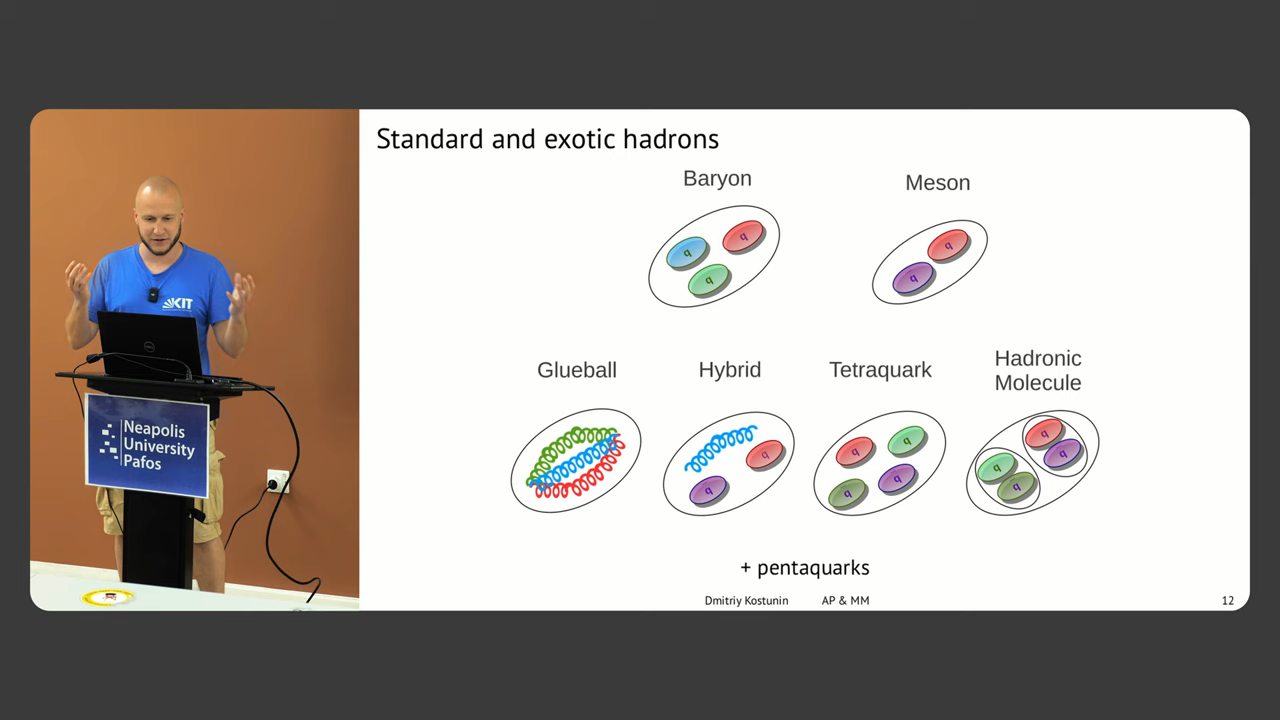 Standard and exotic hadrons
Baryon
Meson
q
q
q
q
q
Glueball
Hybrid
Tetraquark
Hadronic
Molecule
q
q
q
q
q
q
q
q
q
q
+ pentaquarks
Dmitriy Kostunin
AP & MM
12
KIT
Neapolis
University
Pafos
DELL